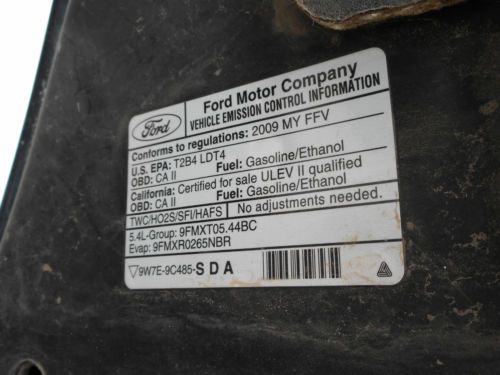 Ford
Ford Motor Company
VEHICLE EMISSION CONTROL INFORMATION
Conforms to regulations: 2009 MY FFV
U.S. EPA: T2B4 LDT4
OBD: CA II Fuel: Gasoline/Ethanol
California: Certified for sale ULEV II qualified
OBD: CA II Fuel: Gasoline/Ethanol
TWC/HO2S/SFI/HAFS No adjustments needed.
5.4L-Group: 9FMXT05.44BC
Evap: 9FMXR0265NBR
9W7E-9C485-SDA